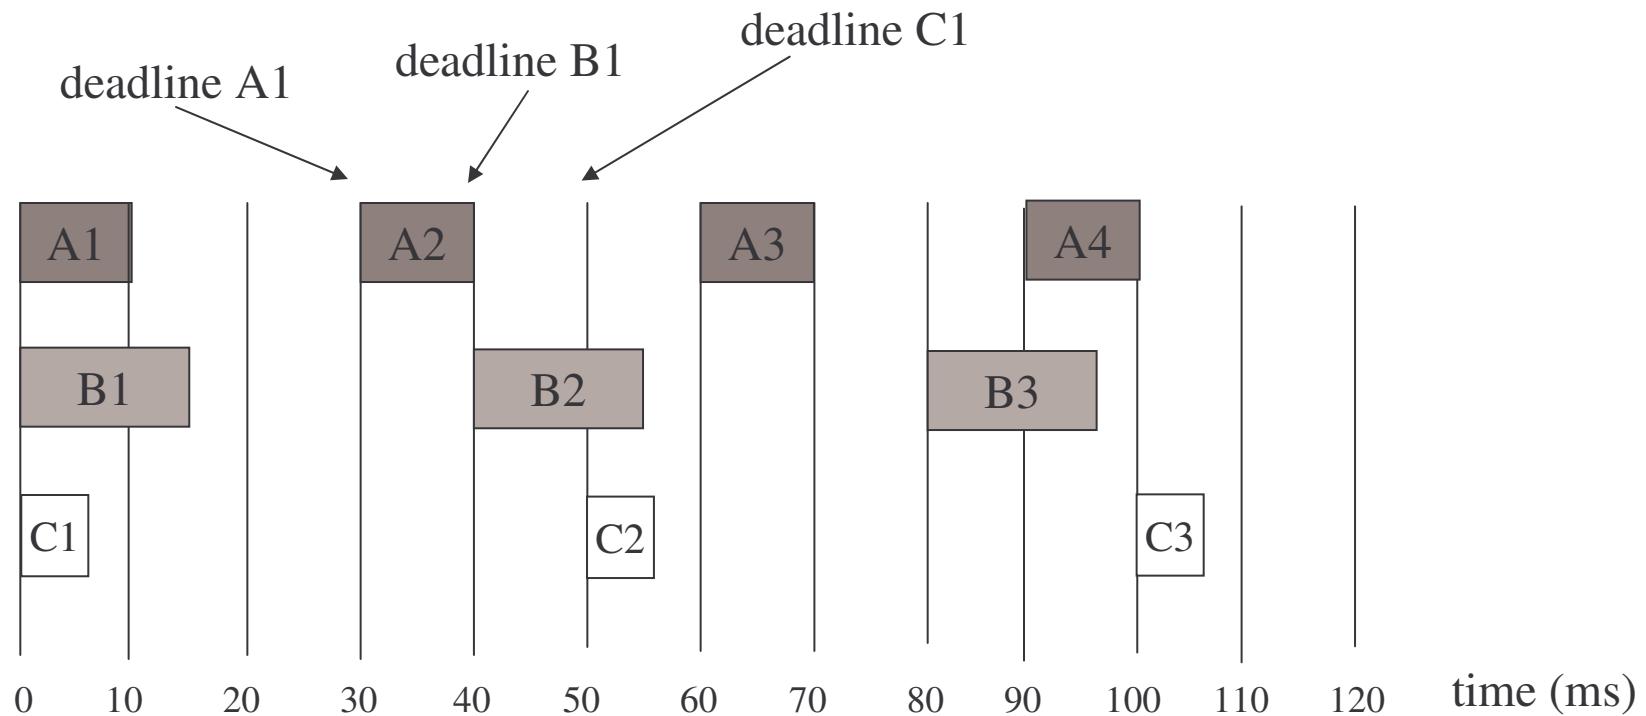 deadline C1
deadline B1
deadline A1
A1 A2 A3 A4
B1 B2 B3
C1 C2 C3
0 10 20 30 40 50 60 70 80 90 100 110 120 time (ms)